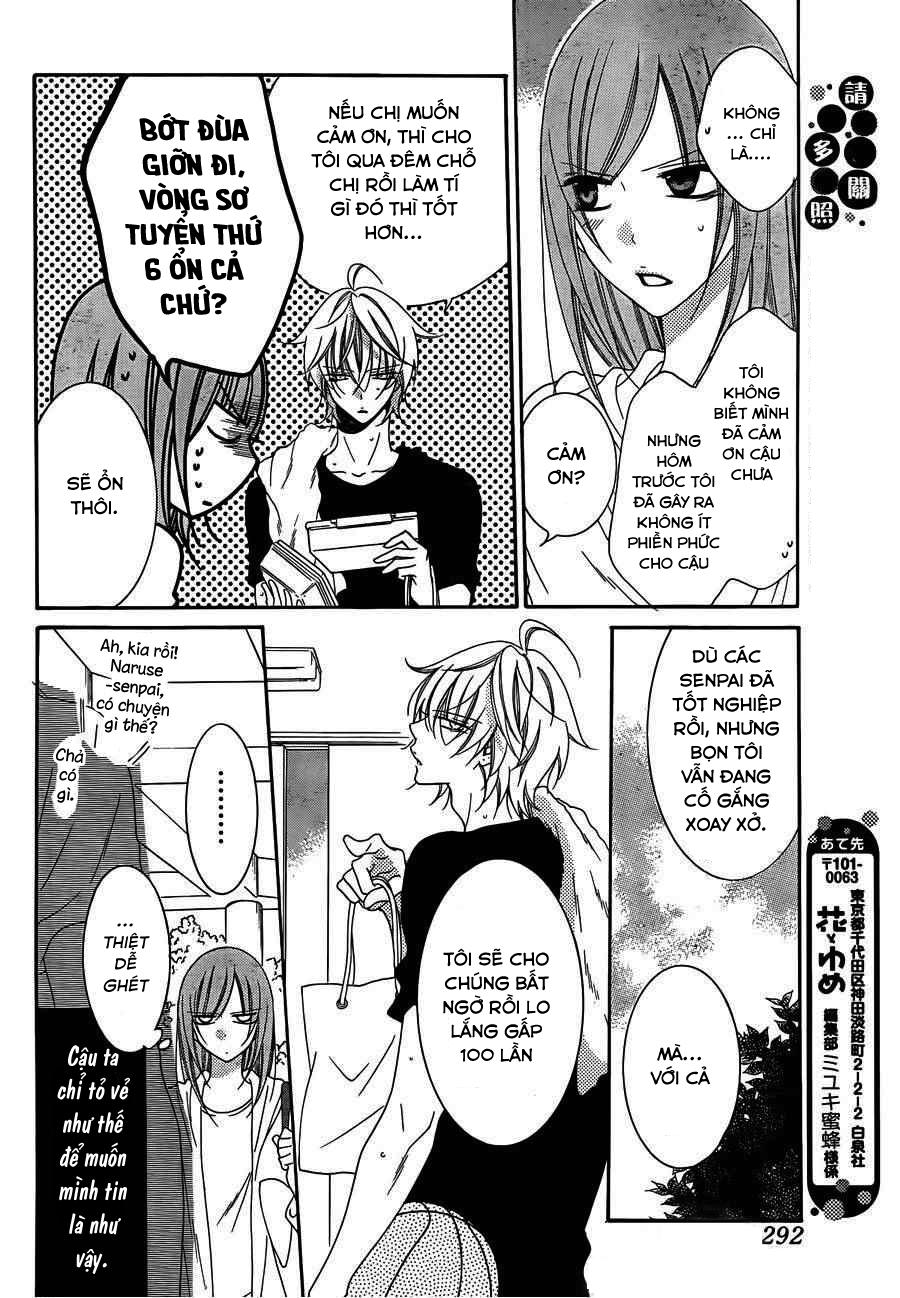 請
多
關
照
KHÔNG
... CHỈ
LÀ....
TÔI
KHÔNG
BIẾT MÌNH
ĐÃ CẢM
ƠN CẬU
CHƯA
NHƯNG
HÔM
TRƯỚC TÔI
ĐÃ GÂY RA
KHÔNG ÍT
PHIỀN PHỨC
CHO CẬU
CẢM
ƠN?
NẾU CHỊ MUỐN
CẢM ƠN, THÌ CHO
TÔI QUA ĐÊM CHỖ
CHỊ RỒI LÀM TÍ
GÌ ĐÓ THÌ TỐT
HƠN...
BỚT ĐÙA
GIỠN ĐI,
VÒNG SƠ
TUYỂN THỨ
6 ỔN CẢ
CHỨ?
SẼ ỔN
THÔI.
DÙ CÁC
SENPAI ĐÃ
TỐT NGHIỆP
RỒI, NHƯNG
BỌN TÔI
VẪN ĐANG
CỐ GẮNG
XOAY XỞ.
MÀ...
VỚI CẢ
TÔI SẼ CHO
CHÚNG BẤT
NGỜ RỒI LO
LẮNG GẤP
100 LẦN
Ah, kia rồi!
Naruse
-senpai,
có chuyện
gì thế?
Chả
có
gì.
........
... THIỆT
DỄ
GHÉT
Cậu ta
chỉ tỏ vẻ
như thế
để muốn
mình tin
là như
vậy.
あて先
〒101-
0063
東京都千代田区神田淡路町2-2-2 白泉社
花とゆめ
編集部 ミユキ蜜蜂様係
292